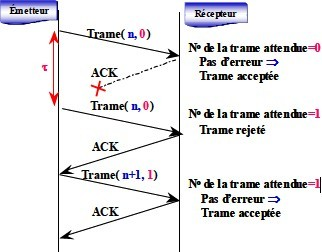 Émetteur
Récepteur
Trame( n, 0)
N° de la trame attendue=0
Pas d'erreur ⇒
Trame acceptée
ACK
τ
Trame( n, 0)
N° de la trame attendue=1
Trame rejeté
ACK
Trame( n+1, 1)
N° de la trame attendue=1
Pas d'erreur ⇒
Trame acceptée
ACK